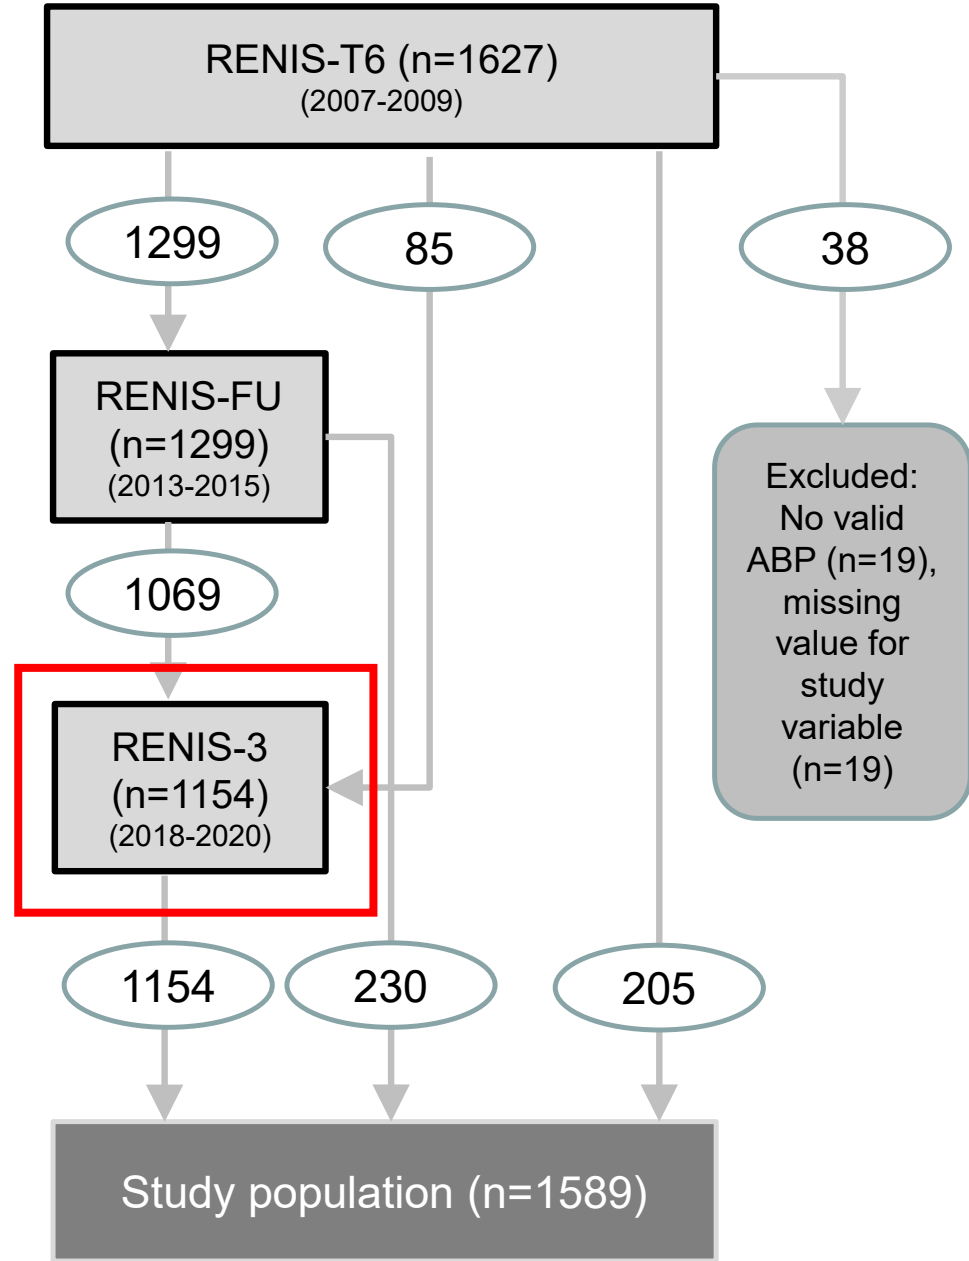 RENIS-T6 (n=1627)
(2007-2009)
1299
85
38
RENIS-FU
(n=1299)
(2013-2015)
Excluded:
No valid
ABP (n=19),
missing
value for
study
variable
(n=19)
1069
RENIS-3
(n=1154)
(2018-2020)
1154
230
205
Study population (n=1589)